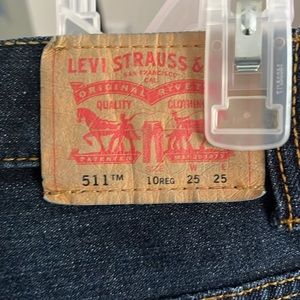 LEVI STRAUSS &
SAN FRANCISCO
CAL
ORIGINAL RIVETED
QUALITY CLOTHING
PATENTED
511™ 10REG 25 25